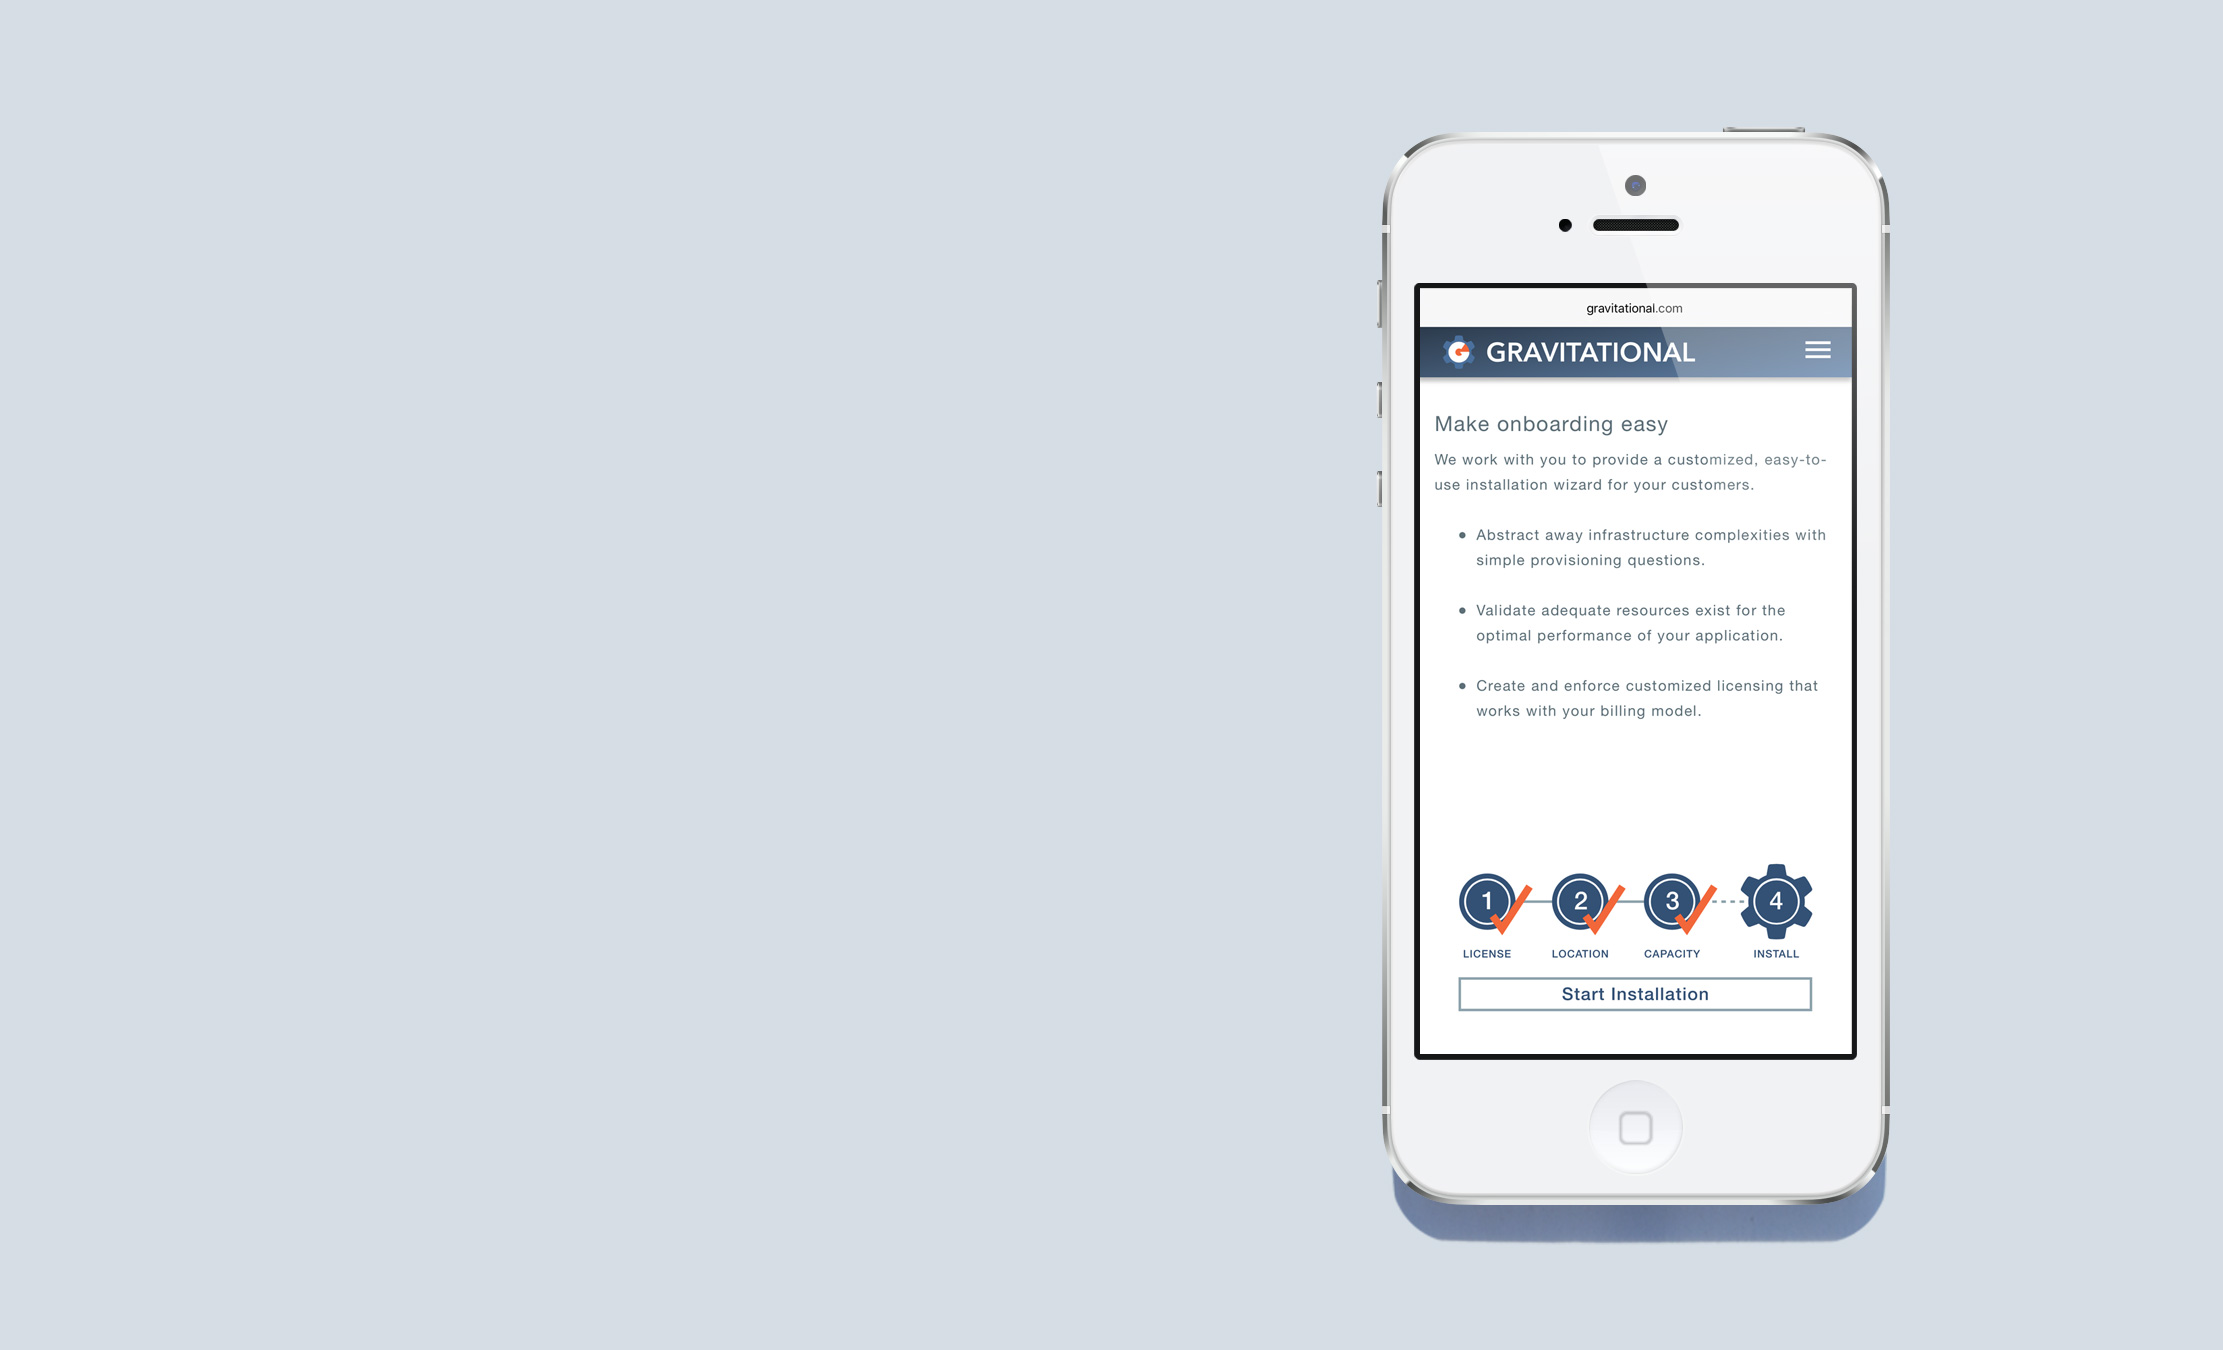 gravitational.com
GRAVITATIONAL
Make onboarding easy
We work with you to provide a customized, easy-to-
use installation wizard for your customers.
• Abstract away infrastructure complexities with
simple provisioning questions.
• Validate adequate resources exist for the
optimal performance of your application.
• Create and enforce customized licensing that
works with your billing model.
1 2 3 4
LICENSE LOCATION CAPACITY INSTALL
Start Installation